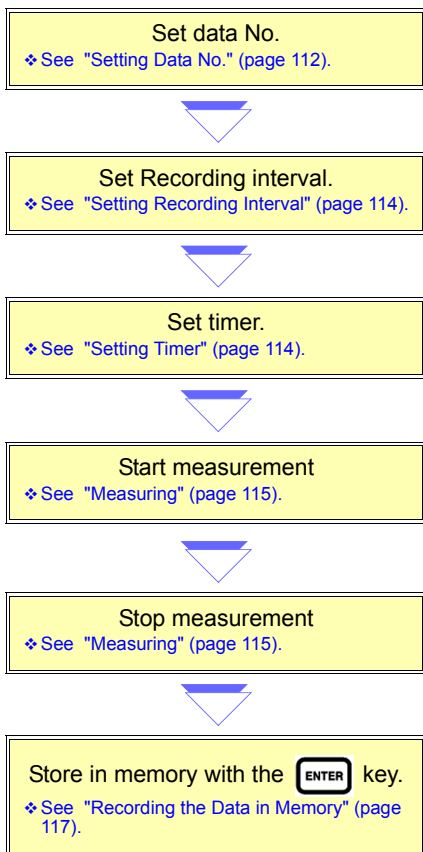 Set data No.
❖ See "Setting Data No." (page 112).
Set Recording interval.
❖ See "Setting Recording Interval" (page 114).
Set timer.
❖ See "Setting Timer" (page 114).
Start measurement
❖ See "Measuring" (page 115).
Stop measurement
❖ See "Measuring" (page 115).
Store in memory with the ENTER key.
❖ See "Recording the Data in Memory" (page
117).